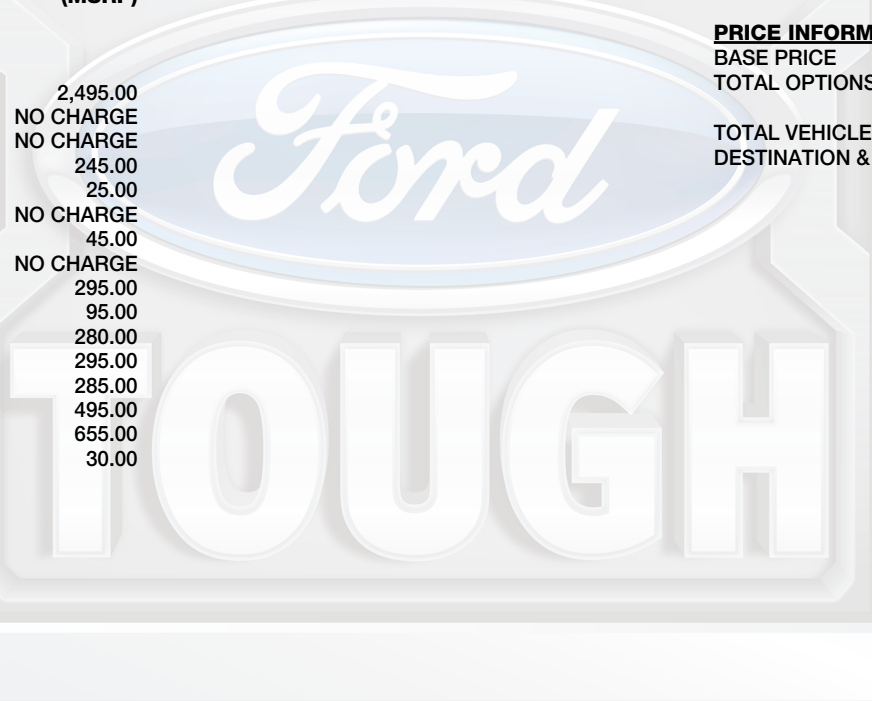 (MSRP)
2,495.00
NO CHARGE
NO CHARGE
245.00
25.00
NO CHARGE
45.00
NO CHARGE
295.00
95.00
280.00
295.00
285.00
495.00
655.00
30.00
PRICE INFORM
BASE PRICE
TOTAL OPTIONS
TOTAL VEHICLE
DESTINATION &
Ford
TOUGH